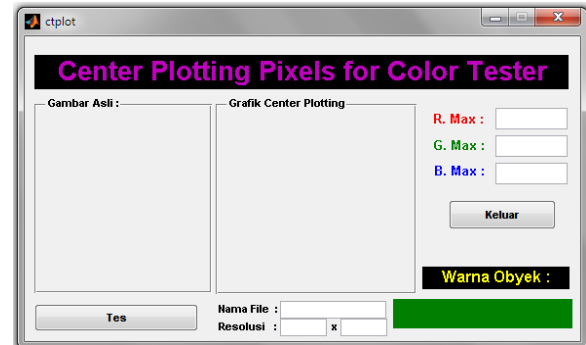 ctplot
Center Plotting Pixels for Color Tester
Gambar Asli :
Grafik Center Plotting
R. Max :
G. Max :
B. Max :
Keluar
Warna Obyek :
Tes
Nama File :
Resolusi : x